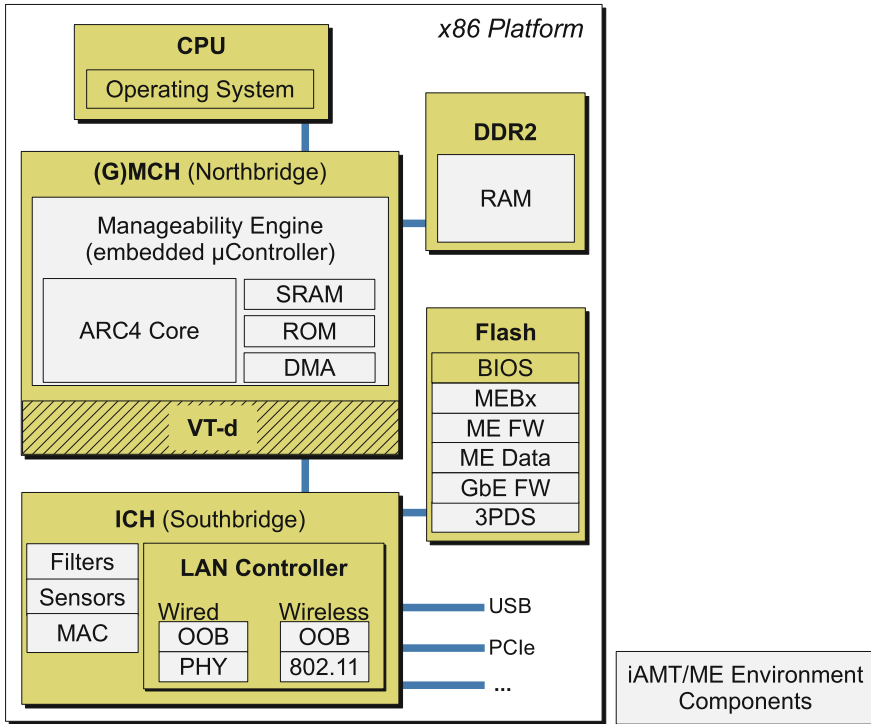 x86 Platform
CPU
Operating System
DDR2
RAM
(G)MCH (Northbridge)
Manageability Engine
(embedded µController)
ARC4 Core
SRAM
ROM
DMA
VT-d
Flash
BIOS
MEBx
ME FW
ME Data
GbE FW
3PDS
ICH (Southbridge)
Filters
Sensors
MAC
LAN Controller
Wired
OOB
PHY
Wireless
OOB
802.11
USB
PCIe
...
iAMT/ME Environment
Components